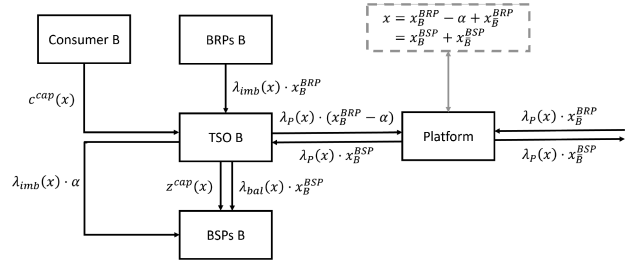 x = x_B^{BRP} − α + x_B̄^{BRP}
= x_B^{BSP} + x_B̄^{BSP}
Consumer B
BRPs B
c^{cap}(x)
λ_{imb}(x) · x_B^{BRP}
TSO B
λ_P(x) · (x_B^{BRP} − α)
λ_P(x) · x_B^{BSP}
Platform
λ_P(x) · x_B̄^{BRP}
λ_P(x) · x_B̄^{BSP}
λ_{imb}(x) · α
z^{cap}(x)
λ_{bal}(x) · x_B^{BSP}
BSPs B